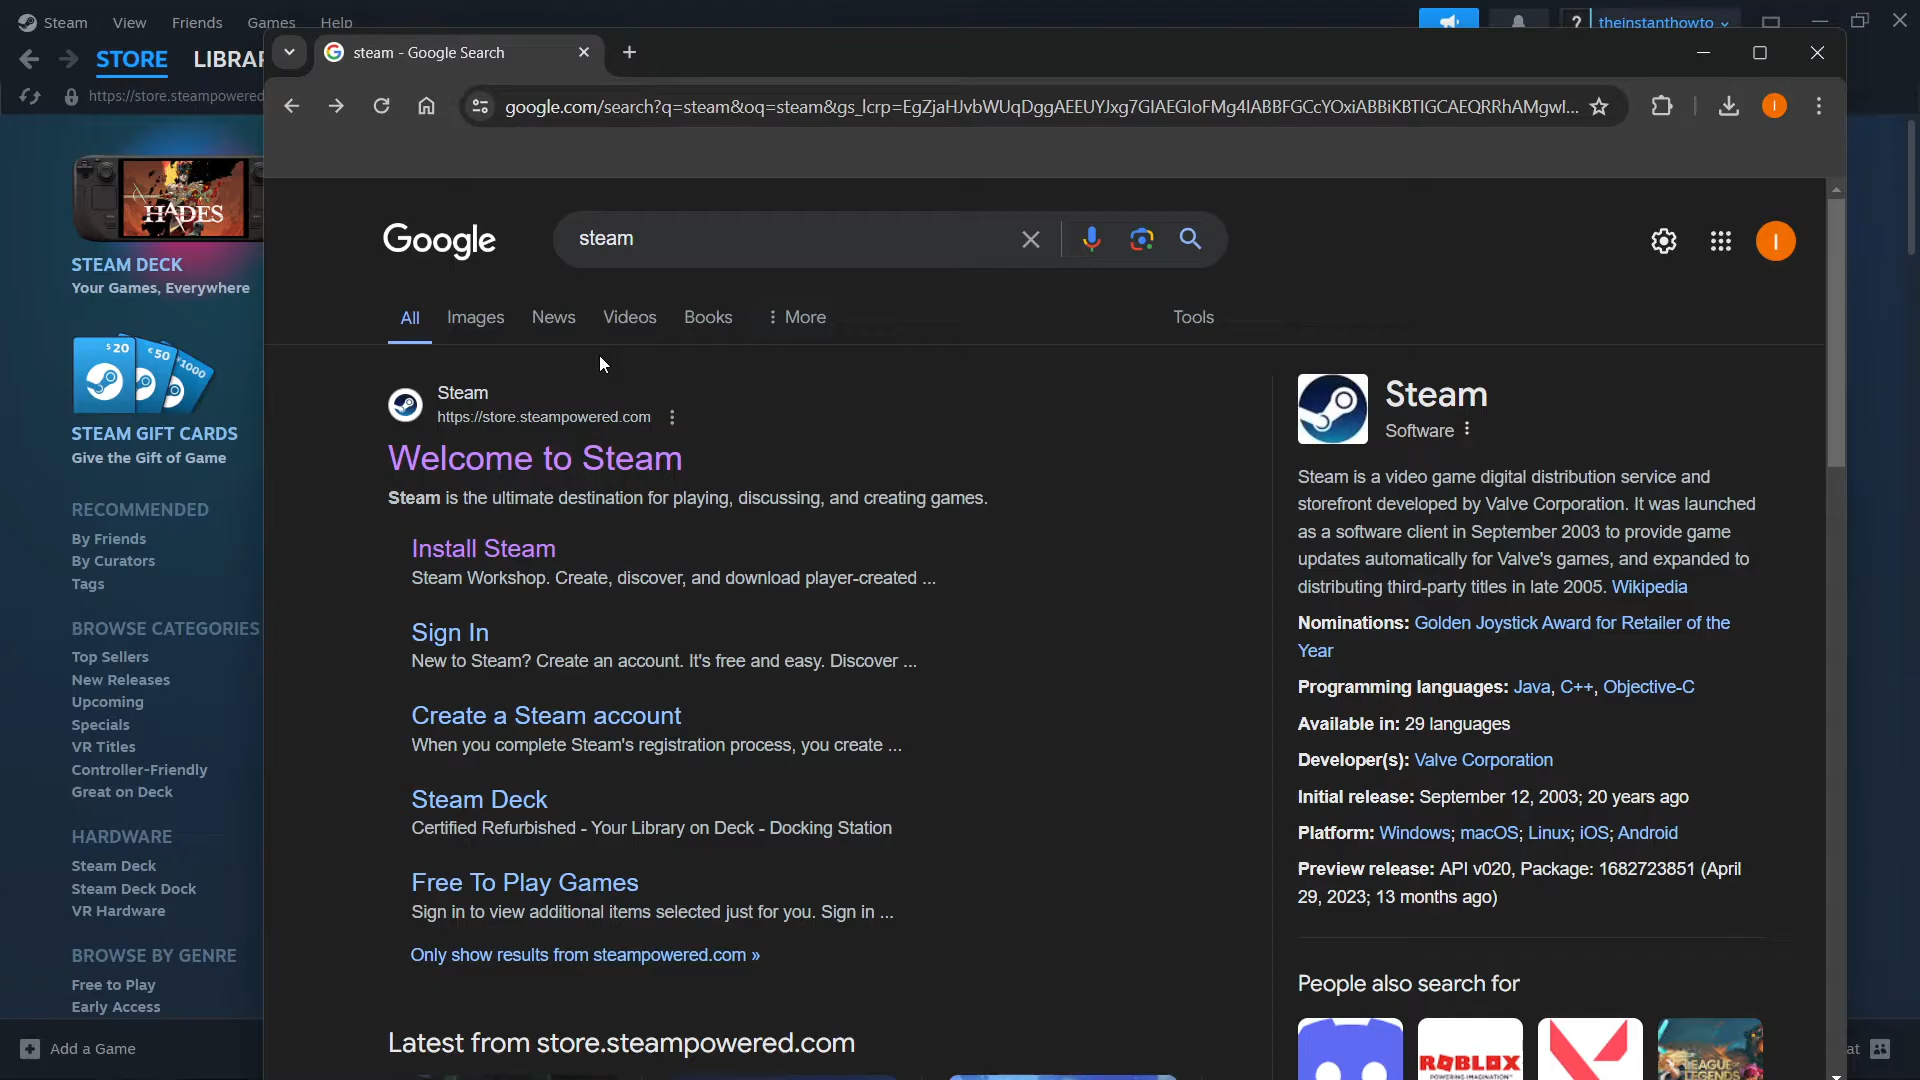 Steam View Friends Games Help
theinstanthowto
STORE
https://store.steampowered
STEAM DECK
Your Games, Everywhere
$20
€50
1000
STEAM GIFT CARDS
Give the Gift of Game
RECOMMENDED
By Friends
By Curators
Tags
BROWSE CATEGORIES
Top Sellers
New Releases
Upcoming
Specials
VR Titles
Controller-Friendly
Great on Deck
HARDWARE
Steam Deck
Steam Deck Dock
VR Hardware
BROWSE BY GENRE
Free to Play
Early Access
Add a Game
HADES
steam - Google Search
Google
steam
I
All Images News Videos Books More Tools
Steam
https://store.steampowered.com
Welcome to Steam
Steam is the ultimate destination for playing, discussing, and creating games.
Install Steam
Steam Workshop. Create, discover, and download player-created ...
Sign In
New to Steam? Create an account. It's free and easy. Discover ...
Create a Steam account
When you complete Steam's registration process, you create ...
Steam Deck
Certified Refurbished - Your Library on Deck - Docking Station
Free To Play Games
Sign in to view additional items selected just for you. Sign in ...
Only show results from steampowered.com »
Latest from store.steampowered.com
Steam
Software
Steam is a video game digital distribution service and
storefront developed by Valve Corporation. It was launched
as a software client in September 2003 to provide game
updates automatically for Valve's games, and expanded to
distributing third-party titles in late 2005. Wikipedia
Nominations: Golden Joystick Award for Retailer of the
Year
Programming languages: Java, C++, Objective-C
Available in: 29 languages
Developer(s): Valve Corporation
Initial release: September 12, 2003; 20 years ago
Platform: Windows; macOS; Linux; iOS; Android
Preview release: API v020, Package: 1682723851 (April
29, 2023; 13 months ago)
People also search for
ROBLOX
POWERING IMAGINATION
LEAGUE
LEGENDS